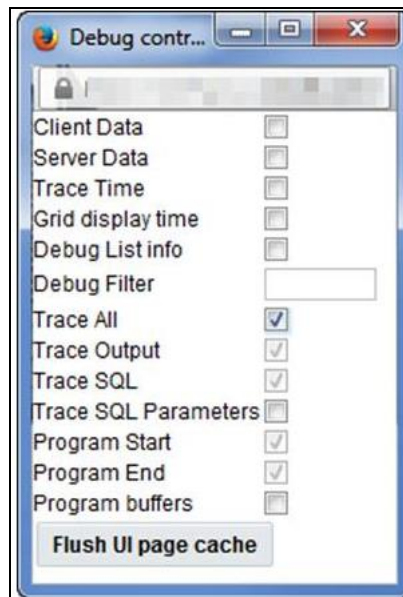 Debug contr...
Client Data
Server Data
Trace Time
Grid display time
Debug List info
Debug Filter
Trace All
Trace Output
Trace SQL
Trace SQL Parameters
Program Start
Program End
Program buffers
Flush UI page cache